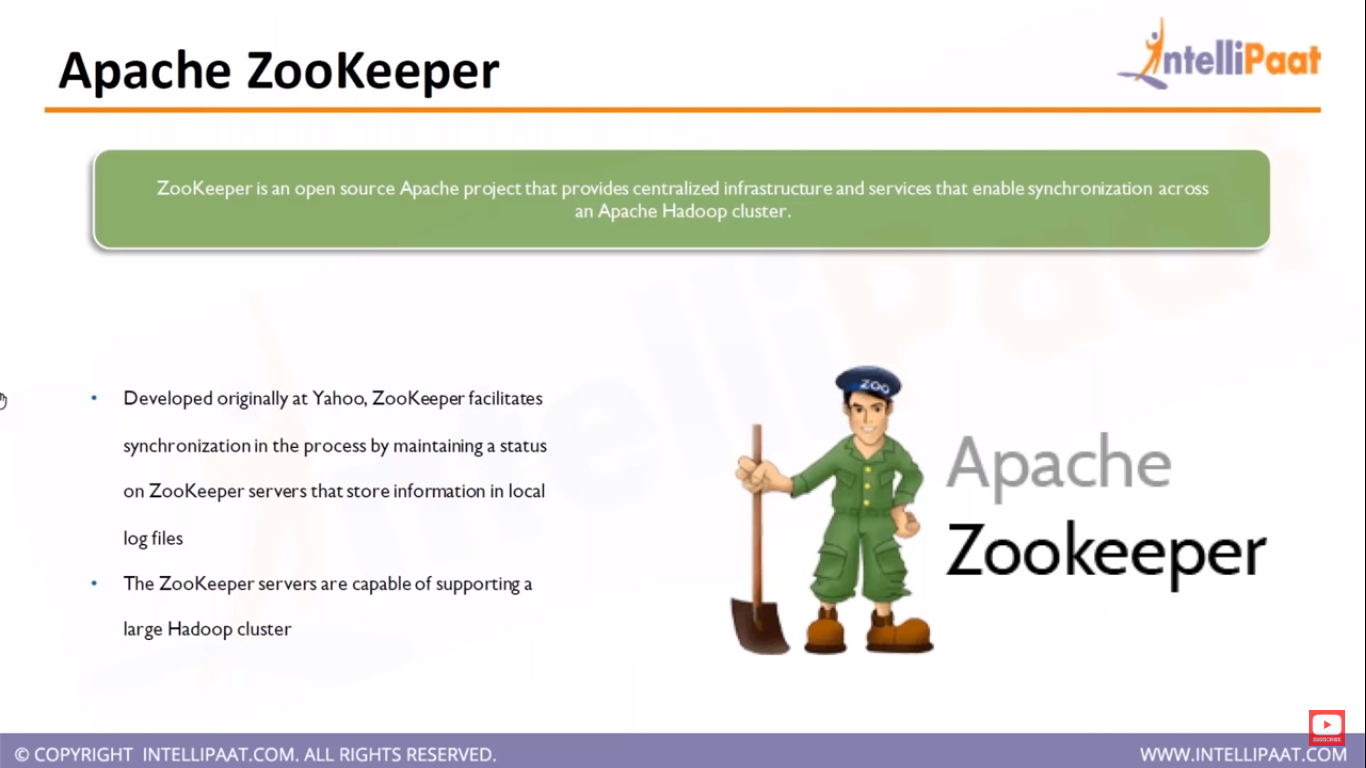 Apache ZooKeeper
IntelliPaat
ZooKeeper is an open source Apache project that provides centralized infrastructure and services that enable synchronization across
an Apache Hadoop cluster.
• Developed originally at Yahoo, ZooKeeper facilitates
synchronization in the process by maintaining a status
on ZooKeeper servers that store information in local
log files
• The ZooKeeper servers are capable of supporting a
large Hadoop cluster
ZOO
Apache
Zookeeper
SUBSCRIBE
© COPYRIGHT INTELLIPAAT.COM. ALL RIGHTS RESERVED.
WWW.INTELLIPAAT.COM